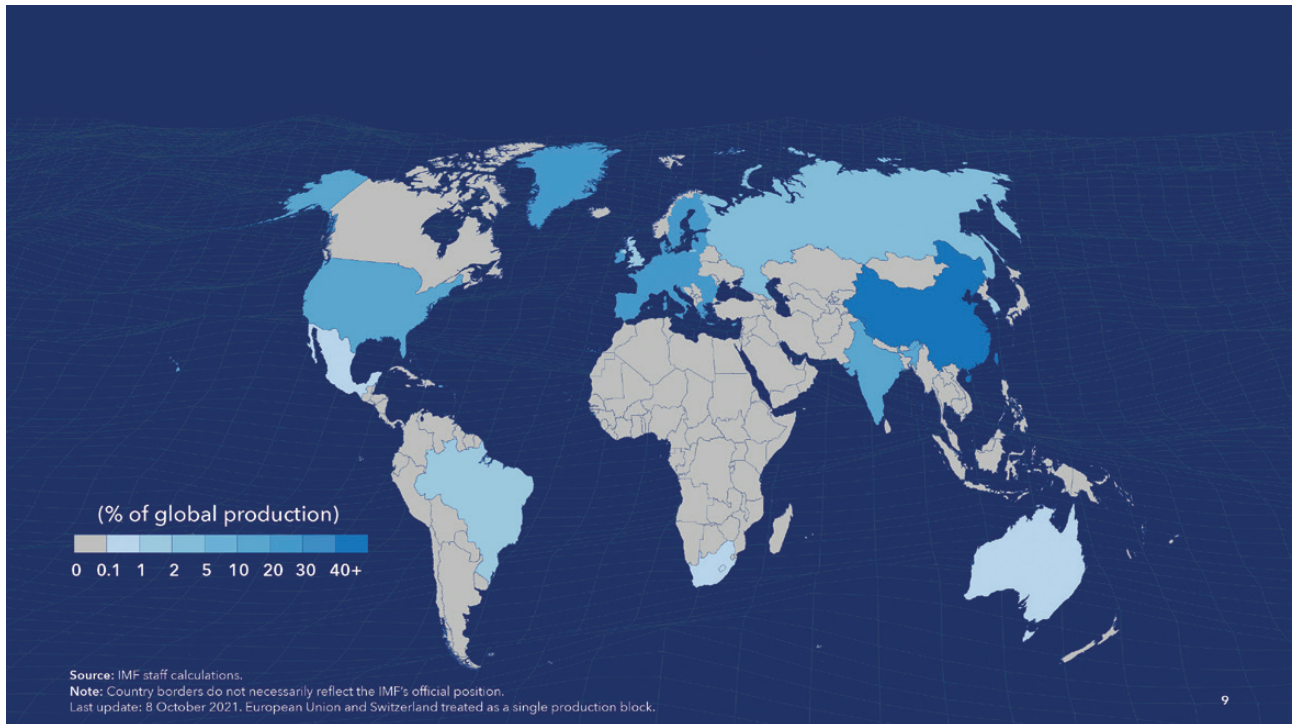 (% of global production)
0 0.1 1 2 5 10 20 30 40+
Source: IMF staff calculations.
Note: Country borders do not necessarily reflect the IMF's official position.
Last update: 8 October 2021. European Union and Switzerland treated as a single production block.
9